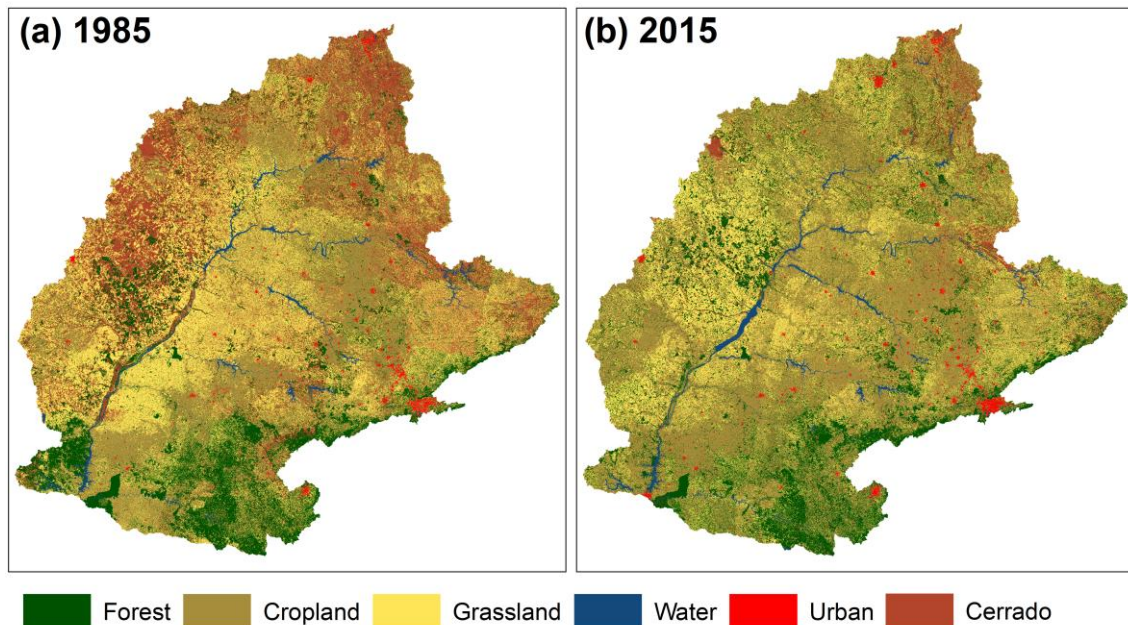 (a) 1985
(b) 2015
Forest
Cropland
Grassland
Water
Urban
Cerrado